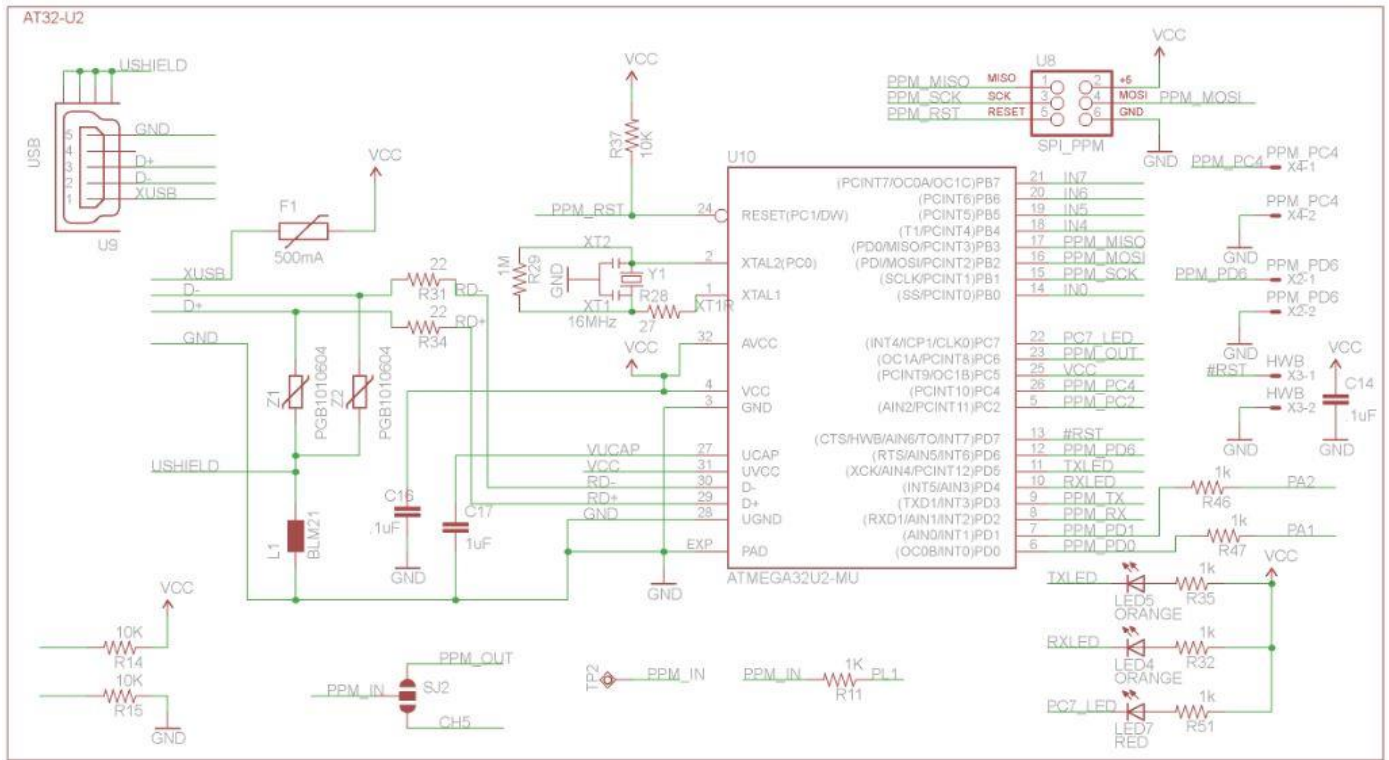 AT32-U2
USHIELD
USB
5 GND
4
3 D+
2 D-
1 XUSB
U9
VCC
F1
500mA
XUSB
D-
D+
GND
22
R31 RD-
22
R34 RD+
Z1
PGB1010604
Z2
PGB1010604
USHIELD
L1
BLM21
VCC
10K
R14
10K
R15
GND
VCC
R37
10K
PPM_RST
XT2
1M
R29
GND
Y1
XT1
16MHz
R28
27
XT1R
VCC
VUCAP
VCC
RD-
RD+
GND
C16
.1uF
GND
C17
1uF
GND
U10
24 RESET(PC1/DW)
2 XTAL2(PC0)
1 XTAL1
32 AVCC
4 VCC
3 GND
27 UCAP
31 UVCC
30 D-
29 D+
28 UGND
EXP PAD
ATMEGA32U2-MU
(PCINT7/OC0A/OC1C)PB7 21 IN7
(PCINT6)PB6 20 IN6
(PCINT5)PB5 19 IN5
(T1/PCINT4)PB4 18 IN4
(PD0/MISO/PCINT3)PB3 17 PPM_MISO
(PDI/MOSI/PCINT2)PB2 16 PPM_MOSI
(SCLK/PCINT1)PB1 15 PPM_SCK
(SS/PCINT0)PB0 14 IN0
(INT4/ICP1/CLK0)PC7 22 PC7_LED
(OC1A/PCINT8)PC6 23 PPM_OUT
(PCINT9/OC1B)PC5 25 VCC
(PCINT10)PC4 26 PPM_PC4
(AIN2/PCINT11)PC2 5 PPM_PC2
(CTS/HWB/AIN6/TO/INT7)PD7 13 #RST
(RTS/AIN5/INT6)PD6 12 PPM_PD6
(XCK/AIN4/PCINT12)PD5 11 TXLED
(INT5/AIN3)PD4 10 RXLED
(TXD1/INT3)PD3 9 PPM_TX
(RXD1/AIN1/INT2)PD2 8 PPM_RX
(AIN0/INT1)PD1 7 PPM_PD1
(OC0B/INT0)PD0 6 PPM_PD0
VCC
U8
PPM_MISO MISO 1 2 +5
PPM_SCK SCK 3 4 MOSI PPM_MOSI
PPM_RST RESET 5 6 GND
SPI_PPM
GND
PPM_PC4
PPM_PC4 X4-1
PPM_PC4
X4-2
GND
PPM_PD6
PPM_PD6 X2-1
PPM_PD6
X2-2
GND
HWB
#RST X3-1
HWB
X3-2
GND
VCC
C14
.1uF
GND
1k
R46 PA2
1k
R47 PA1
VCC
TXLED
LED5
ORANGE
1k
R35
RXLED
LED4
ORANGE
1k
R32
PC7_LED
LED7
RED
1k
R51
PPM_OUT
PPM_IN SJ2
CH5
TP2 PPM_IN
PPM_IN 1K PL1
R11